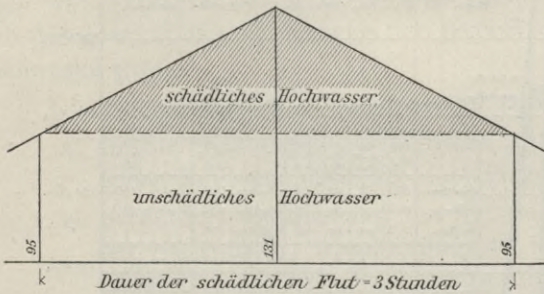 schädliches Hochwasser
unschädliches Hochwasser
95 131 95
Dauer der schädlichen Flut = 3 Stunden